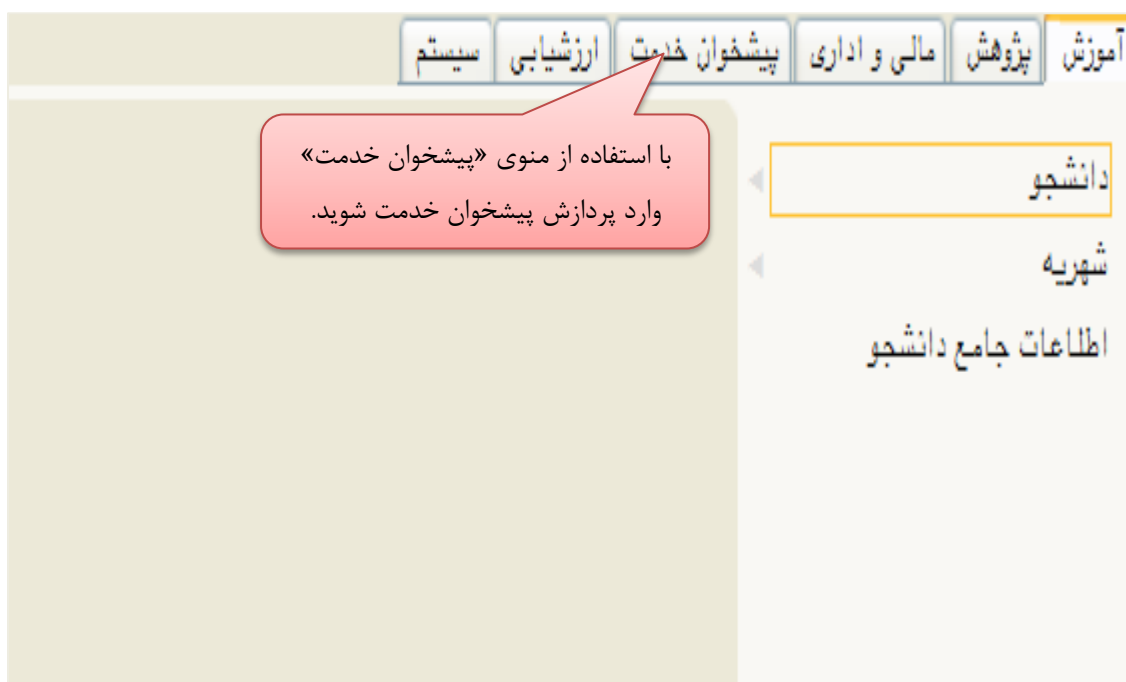 آموزش پژوهش مالی و اداری پیشخوان خدمت ارزشیابی سیستم
با استفاده از منوی «پیشخوان خدمت»
وارد پردازش پیشخوان خدمت شوید.
دانشجو
شهریه
اطلاعات جامع دانشجو